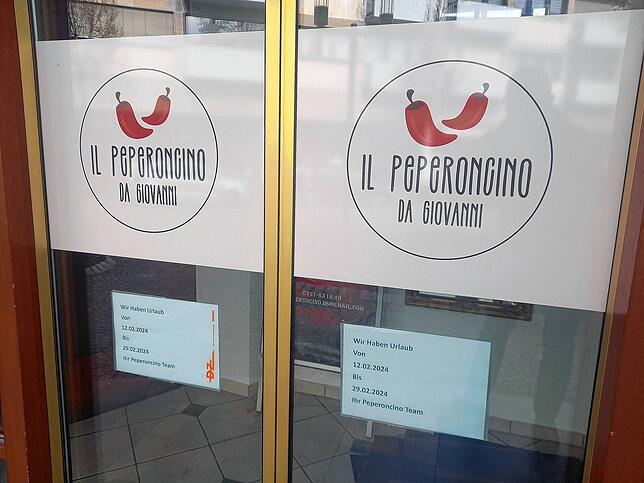 IL PEPERONCINO
DA GIOVANNI
IL PEPERONCINO
DA GIOVANNI
Wir Haben Urlaub
Von
12.02.2024
Bis
29.02.2024
Ihr Peperoncino Team
Wir Haben Urlaub
Von
12.02.2024
Bis
29.02.2024
Ihr Peperoncino Team